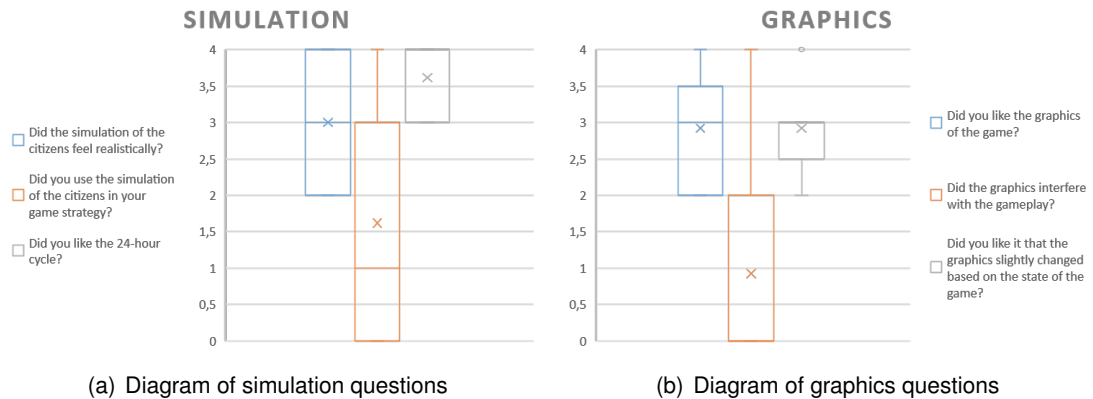 SIMULATION
Did the simulation of the
citizens feel realistically?
Did you use the simulation
of the citizens in your
game strategy?
Did you like the 24-hour
cycle?
4
3,5
3
2,5
2
1,5
1
0,5
0
(a) Diagram of simulation questions
GRAPHICS
4
3,5
3
2,5
2
1,5
1
0,5
0
Did you like the graphics
of the game?
Did the graphics interfere
with the gameplay?
Did you like it that the
graphics slightly changed
based on the state of the
game?
(b) Diagram of graphics questions